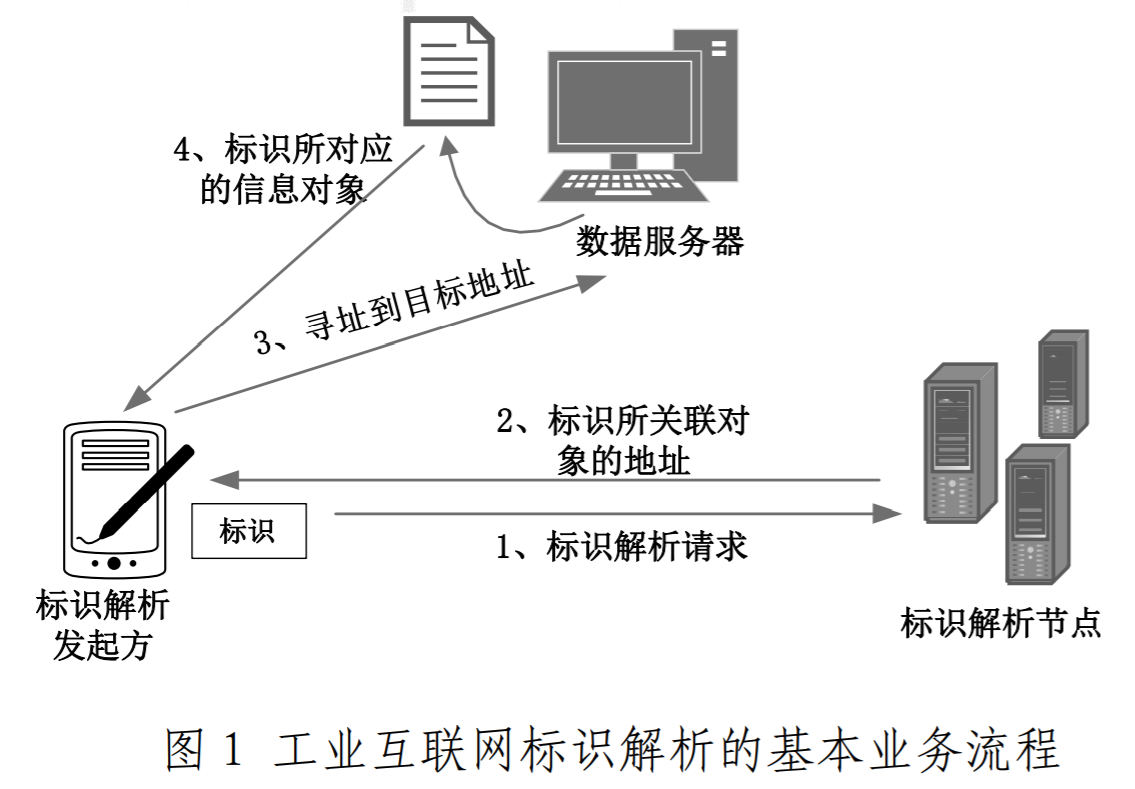 4、标识所对应
的信息对象
数据服务器
3、寻址到目标地址
2、标识所关联对
象的地址
标识
1、标识解析请求
标识解析
发起方
标识解析节点
图 1 工业互联网标识解析的基本业务流程